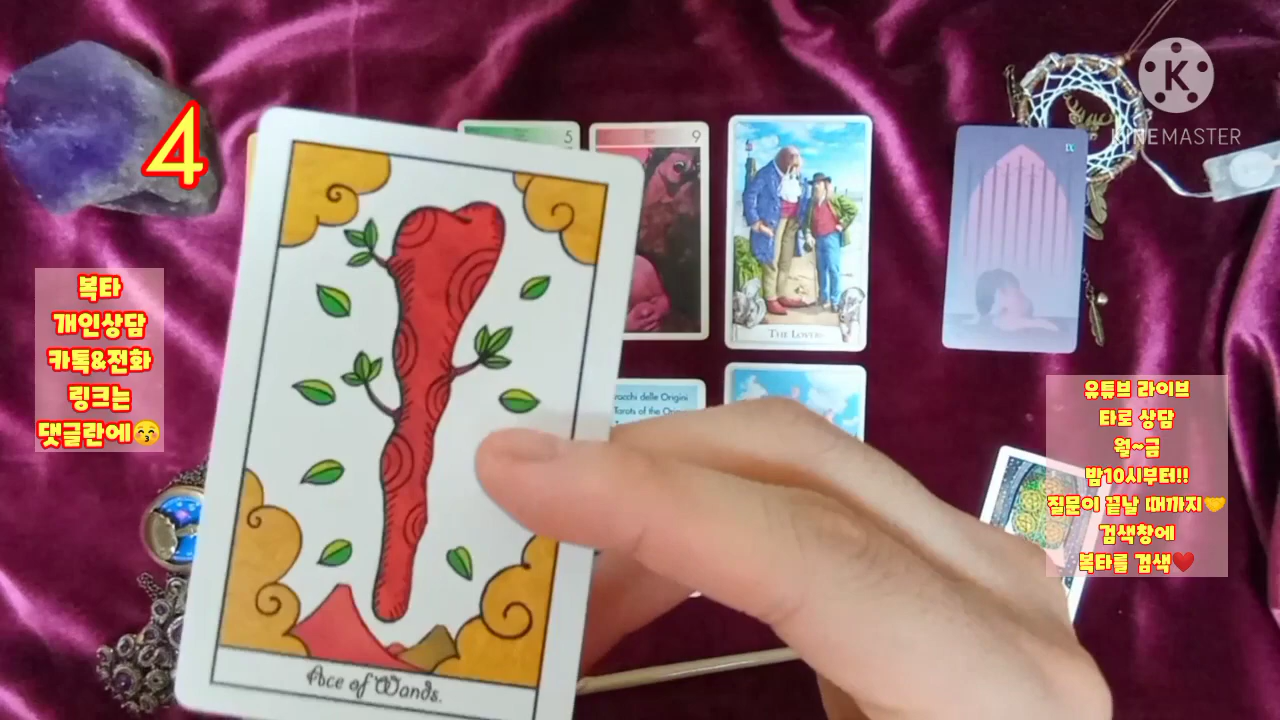 4
5
9
K
KINEMASTER
THE LOVERS
복타
개인상담
카톡&전화
링크는
댓글란에😚
유튜브 라이브
타로 상담
월~금
밤10시부터!!
질문이 끝날 때까지🤝
검색창에
복타를 검색❤️
Tarots of the
Ace of Wands.